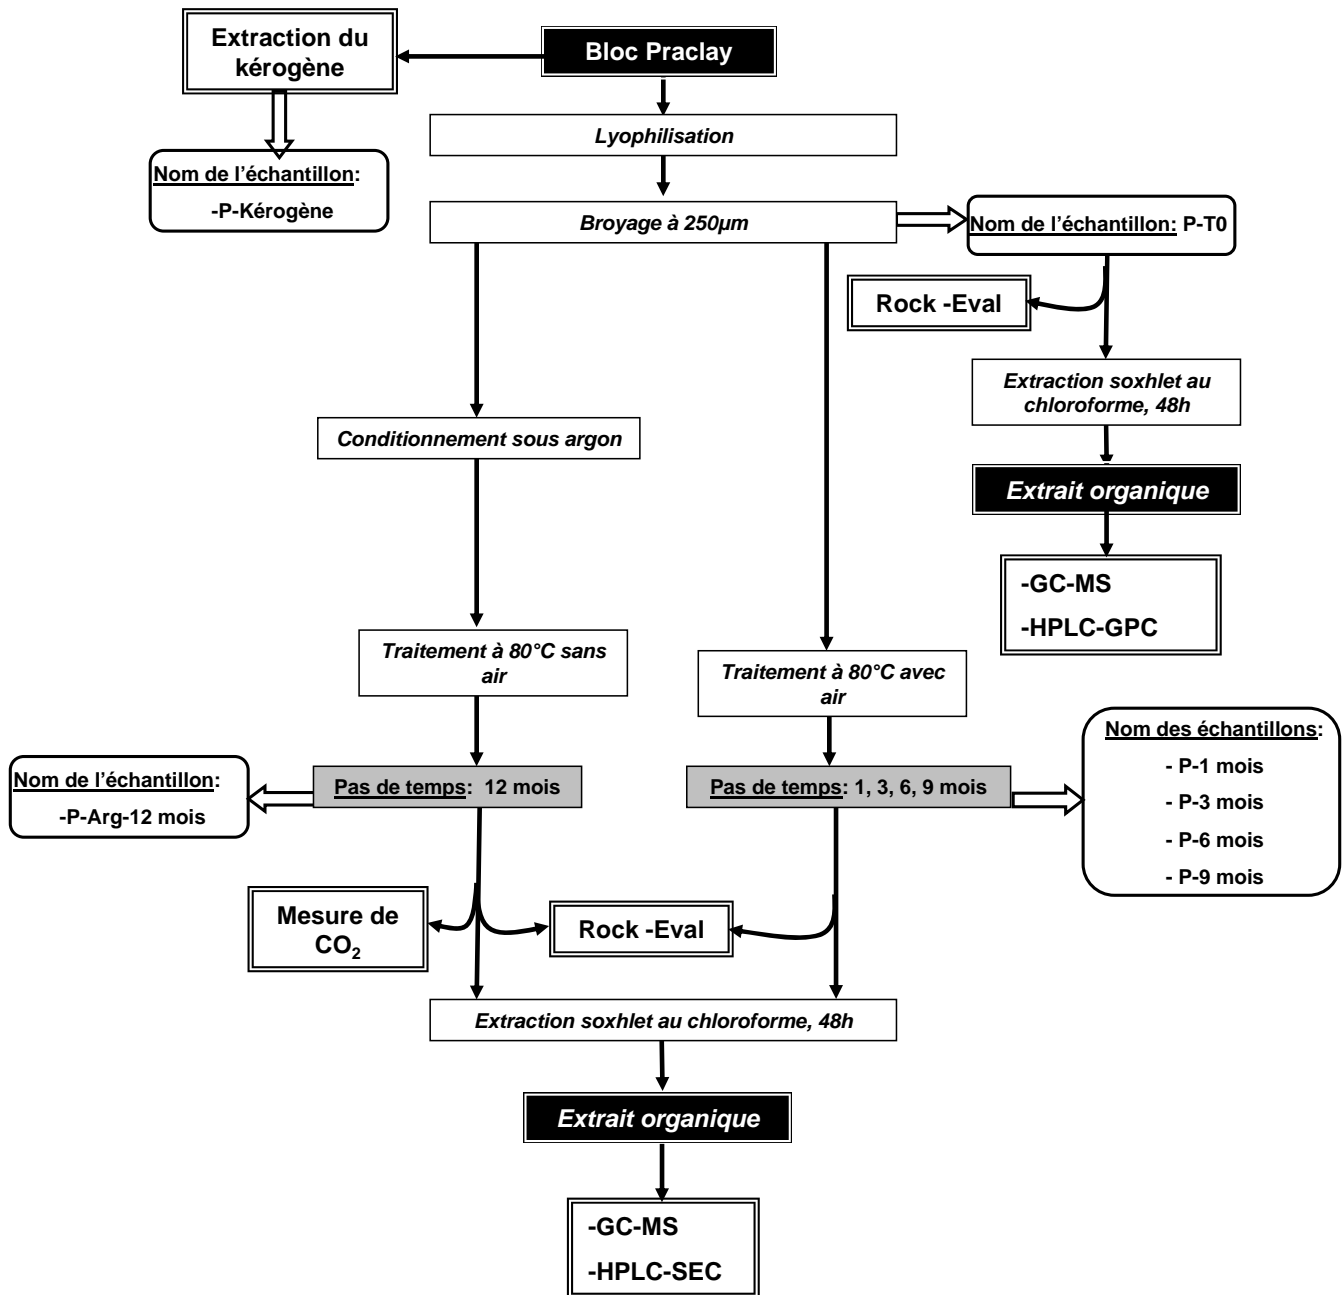 Extraction du
kérogène
Bloc Praclay
Lyophilisation
Nom de l'échantillon:
-P-Kérogène
Broyage à 250µm
Nom de l'échantillon: P-T0
Rock -Eval
Extraction soxhlet au
chloroforme, 48h
Conditionnement sous argon
Extrait organique
-GC-MS
-HPLC-GPC
Traitement à 80°C sans
air
Traitement à 80°C avec
air
Nom de l'échantillon:
-P-Arg-12 mois
Pas de temps: 12 mois
Pas de temps: 1, 3, 6, 9 mois
Nom des échantillons:
- P-1 mois
- P-3 mois
- P-6 mois
- P-9 mois
Mesure de
CO₂
Rock -Eval
Extraction soxhlet au chloroforme, 48h
Extrait organique
-GC-MS
-HPLC-SEC